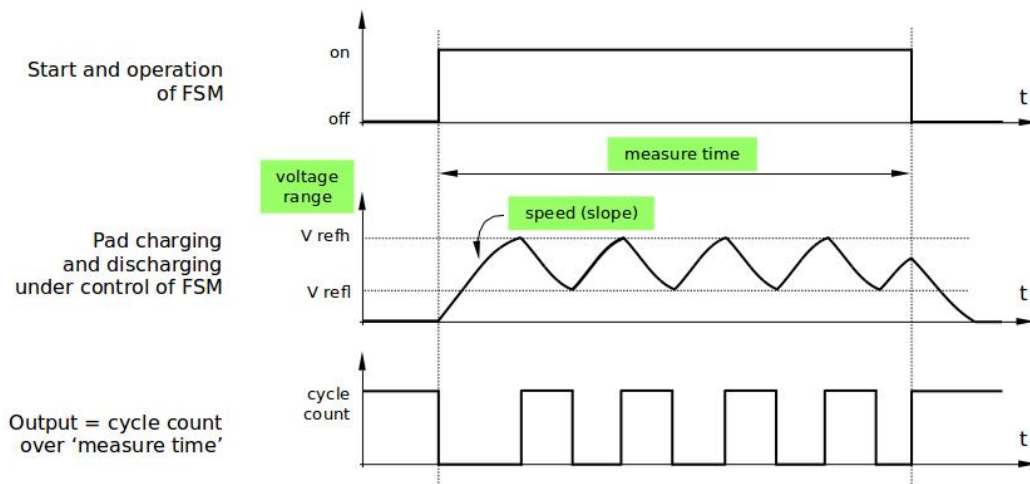 on
Start and operation
of FSM
off
t
measure time
voltage
range
speed (slope)
V refh
Pad charging
and discharging
under control of FSM
V refl
t
cycle
count
Output = cycle count
over ‘measure time’
t